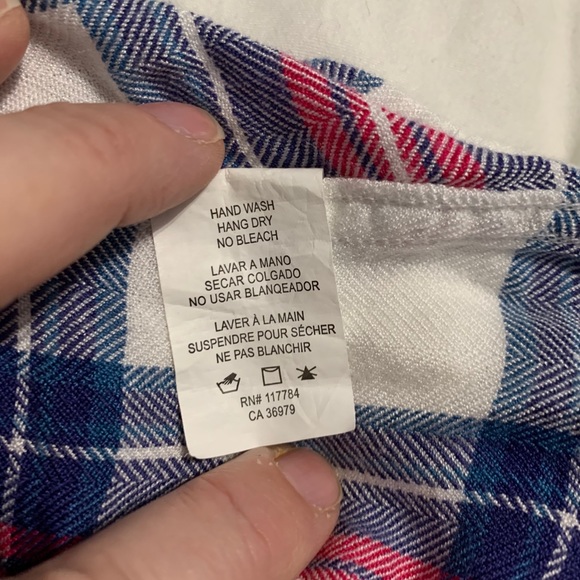 HAND WASH
HANG DRY
NO BLEACH
LAVAR A MANO
SECAR COLGADO
NO USAR BLANQEADOR
LAVER À LA MAIN
SUSPENDRE POUR SÉCHER
NE PAS BLANCHIR
RN# 117784
CA 36979